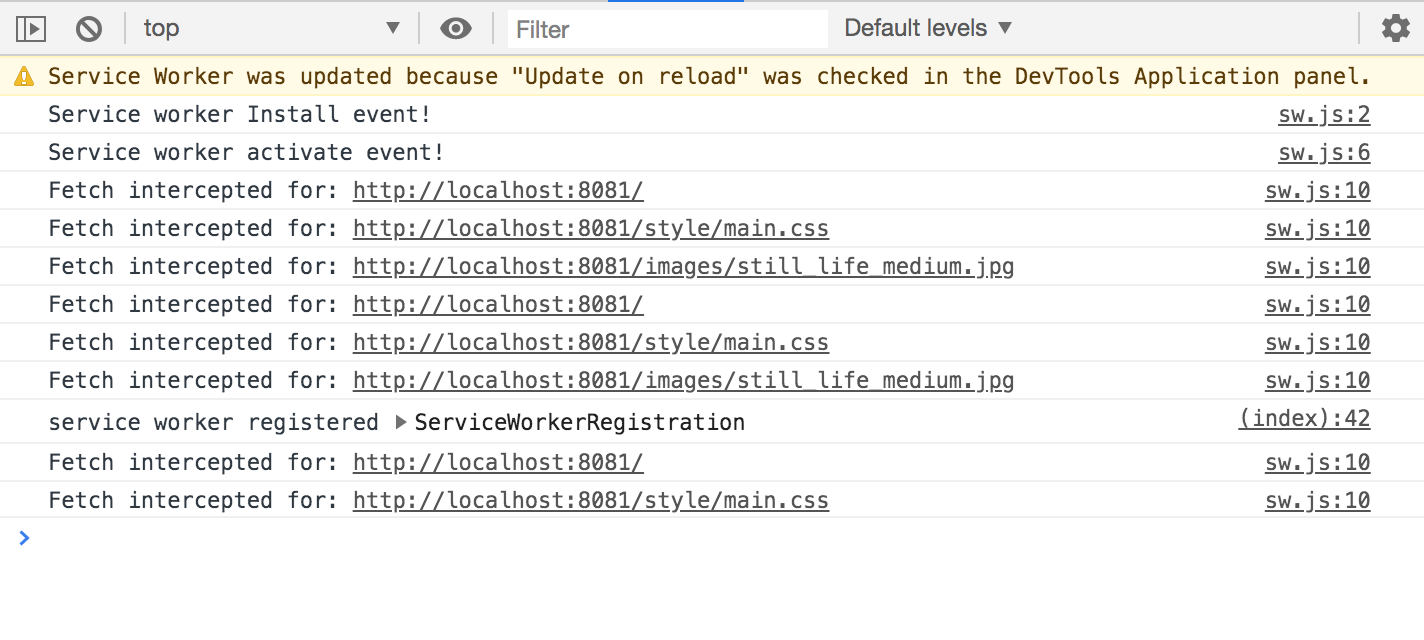 top Filter Default levels
Service Worker was updated because "Update on reload" was checked in the DevTools Application panel.
Service worker Install event! sw.js:2
Service worker activate event! sw.js:6
Fetch intercepted for: http://localhost:8081/ sw.js:10
Fetch intercepted for: http://localhost:8081/style/main.css sw.js:10
Fetch intercepted for: http://localhost:8081/images/still_life_medium.jpg sw.js:10
Fetch intercepted for: http://localhost:8081/ sw.js:10
Fetch intercepted for: http://localhost:8081/style/main.css sw.js:10
Fetch intercepted for: http://localhost:8081/images/still_life_medium.jpg sw.js:10
service worker registered ServiceWorkerRegistration (index):42
Fetch intercepted for: http://localhost:8081/ sw.js:10
Fetch intercepted for: http://localhost:8081/style/main.css sw.js:10